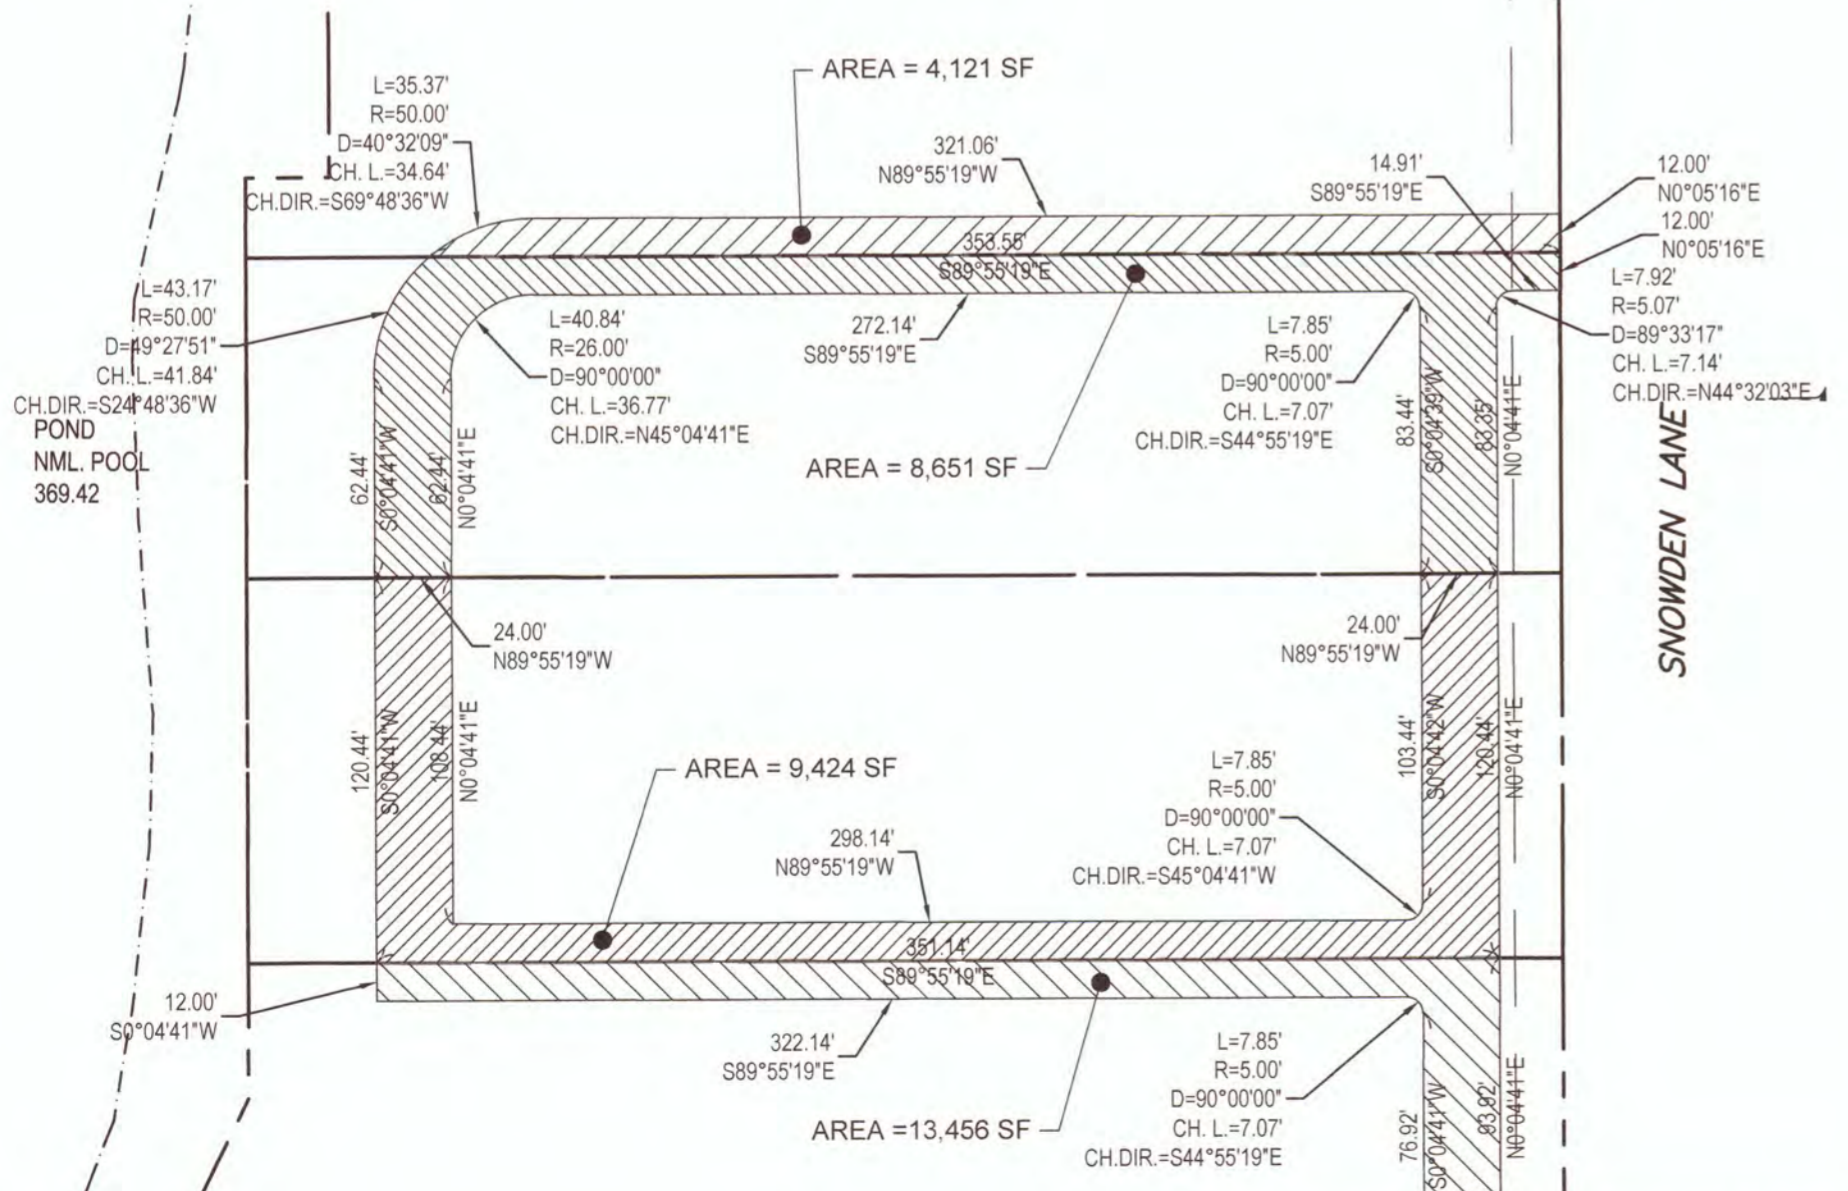 AREA = 4,121 SF
L=35.37'
R=50.00'
D=40°32'09"
CH. L.=34.64'
CH.DIR.=S69°48'36"W
321.06'
N89°55'19"W
14.91'
S89°55'19"E
12.00'
N0°05'16"E
12.00'
N0°05'16"E
353.55'
S89°55'19"E
L=43.17'
R=50.00'
D=49°27'51"
CH. L.=41.84'
CH.DIR.=S24°48'36"W
POND
NML. POOL
369.42
L=40.84'
R=26.00'
D=90°00'00"
CH. L.=36.77'
CH.DIR.=N45°04'41"E
272.14'
S89°55'19"E
L=7.85'
R=5.00'
D=90°00'00"
CH. L.=7.07'
CH.DIR.=S44°55'19"E
L=7.92'
R=5.07'
D=89°33'17"
CH. L.=7.14'
CH.DIR.=N44°32'03"E
AREA = 8,651 SF
62.44'
S0°04'41"W
62.44'
N0°04'41"E
83.44'
S0°04'39"W
83.35'
N0°04'41"E
SNOWDEN LANE
24.00'
N89°55'19"W
24.00'
N89°55'19"W
120.44'
S0°04'41"W
108.44'
N0°04'41"E
103.44'
S0°04'42"W
120.44'
N0°04'41"E
AREA = 9,424 SF
298.14'
N89°55'19"W
L=7.85'
R=5.00'
D=90°00'00"
CH. L.=7.07'
CH.DIR.=S45°04'41"W
351.14'
S89°55'19"E
12.00'
S0°04'41"W
322.14'
S89°55'19"E
AREA =13,456 SF
L=7.85'
R=5.00'
D=90°00'00"
CH. L.=7.07'
CH.DIR.=S44°55'19"E
76.92'
S0°04'41"W
93.92'
N0°04'41"E